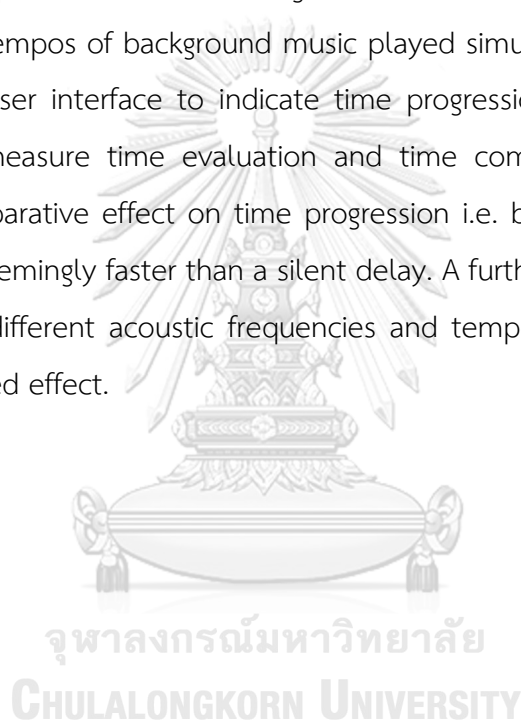 empos of background music played simu
ser interface to indicate time progressio
neasure time evaluation and time com
parative effect on time progression i.e. b
emingly faster than a silent delay. A furth
different acoustic frequencies and temp
ed effect.
จุฬาลงกรณ์มหาวิทยาลัย
CHULALONGKORN UNIVERSITY